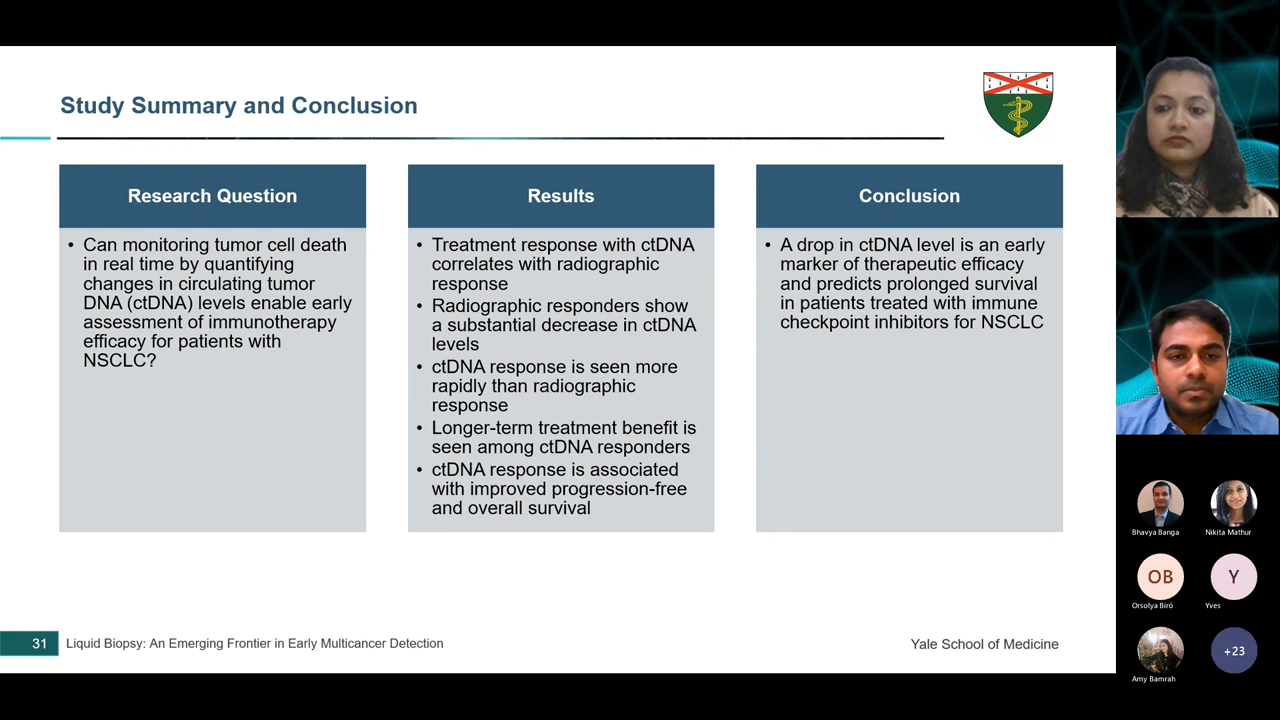 Study Summary and Conclusion
Research Question
• Can monitoring tumor cell death
in real time by quantifying
changes in circulating tumor
DNA (ctDNA) levels enable early
assessment of immunotherapy
efficacy for patients with
NSCLC?
Results
• Treatment response with ctDNA
correlates with radiographic
response
• Radiographic responders show
a substantial decrease in ctDNA
levels
• ctDNA response is seen more
rapidly than radiographic
response
• Longer-term treatment benefit is
seen among ctDNA responders
• ctDNA response is associated
with improved progression-free
and overall survival
Conclusion
• A drop in ctDNA level is an early
marker of therapeutic efficacy
and predicts prolonged survival
in patients treated with immune
checkpoint inhibitors for NSCLC
31
Liquid Biopsy: An Emerging Frontier in Early Multicancer Detection
Yale School of Medicine
Bhavya Banga
Nikita Mathur
OB
Y
Orsolya Biró
Yves
+23
Amy Bamrah